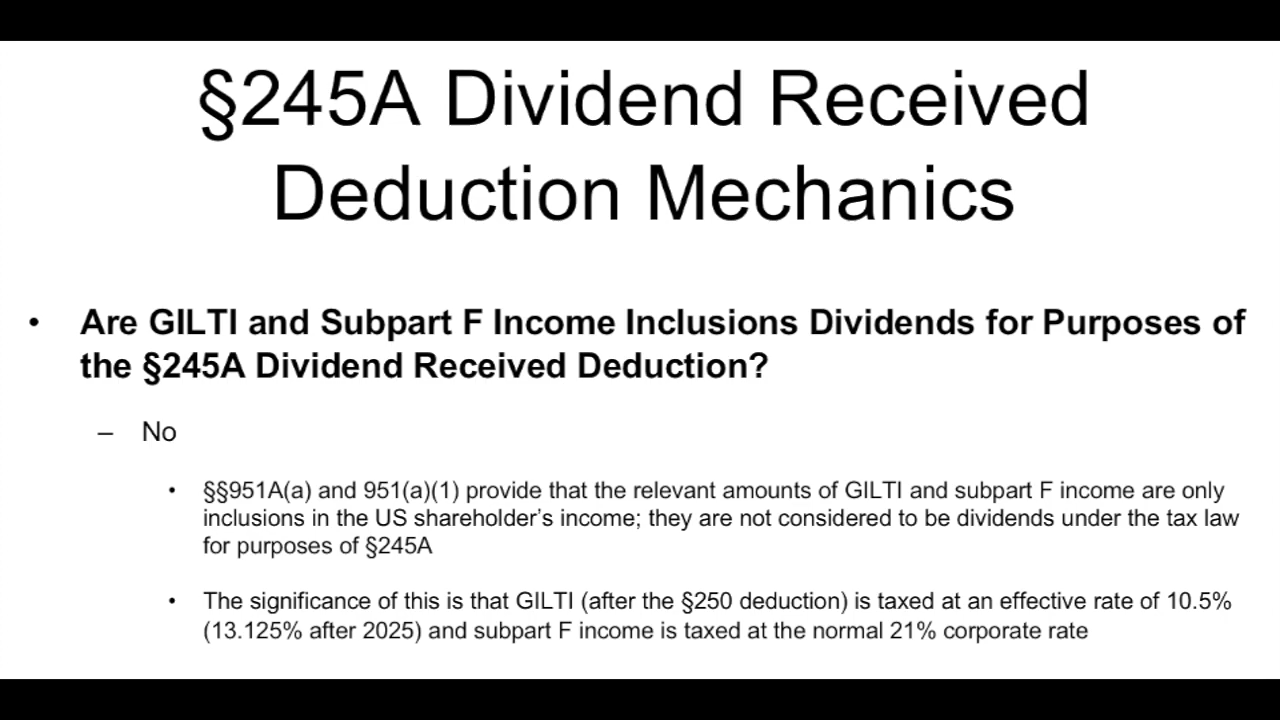 §245A Dividend Received
Deduction Mechanics
• Are GILTI and Subpart F Income Inclusions Dividends for Purposes of
the §245A Dividend Received Deduction?
– No
• §§951A(a) and 951(a)(1) provide that the relevant amounts of GILTI and subpart F income are only
inclusions in the US shareholder's income; they are not considered to be dividends under the tax law
for purposes of §245A
• The significance of this is that GILTI (after the §250 deduction) is taxed at an effective rate of 10.5%
(13.125% after 2025) and subpart F income is taxed at the normal 21% corporate rate